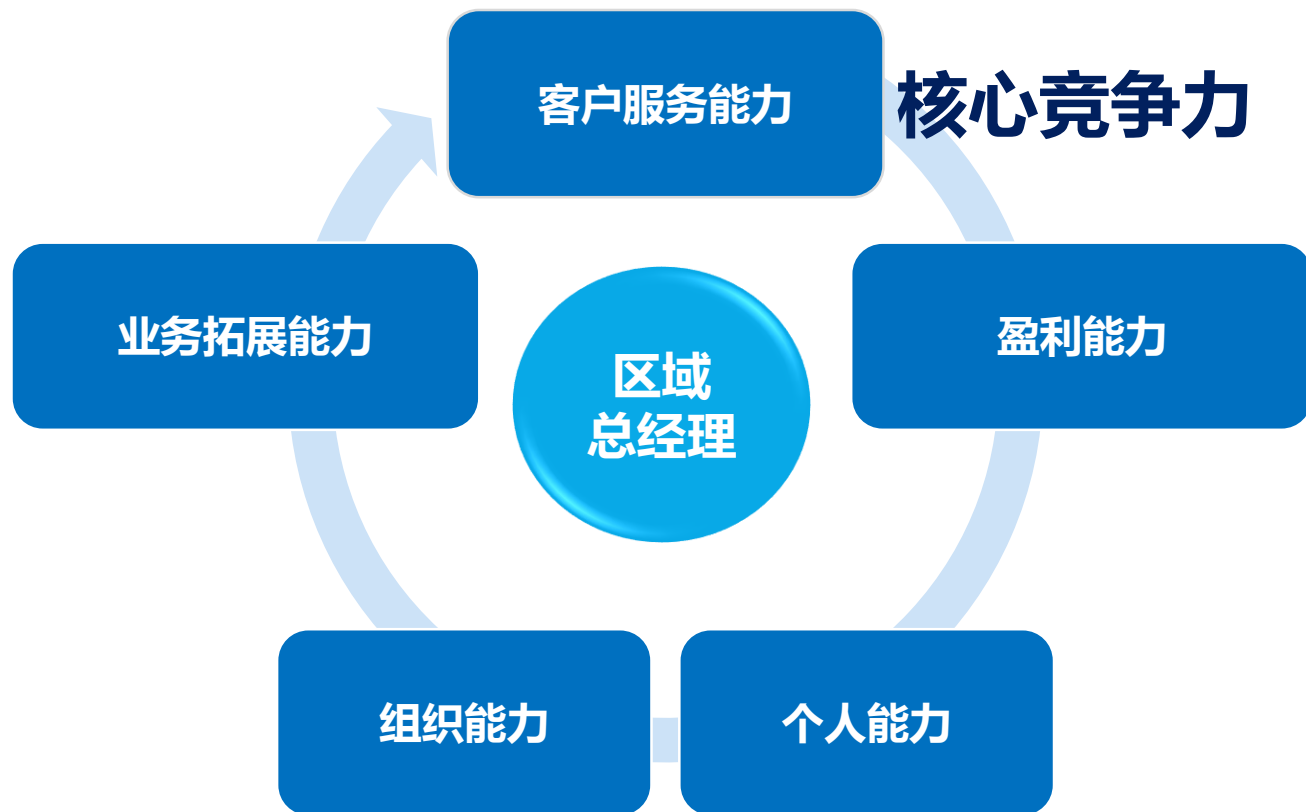 客户服务能力
核心竞争力
业务拓展能力
盈利能力
区域
总经理
组织能力
个人能力